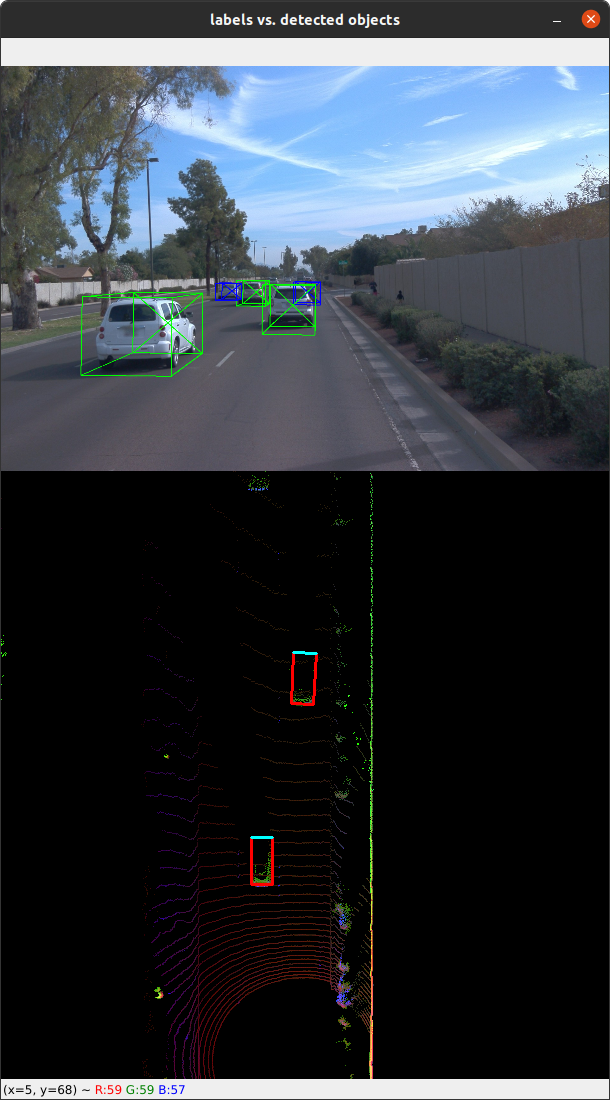 labels vs. detected objects
(x=5, y=68) ~ R:59 G:59 B:57